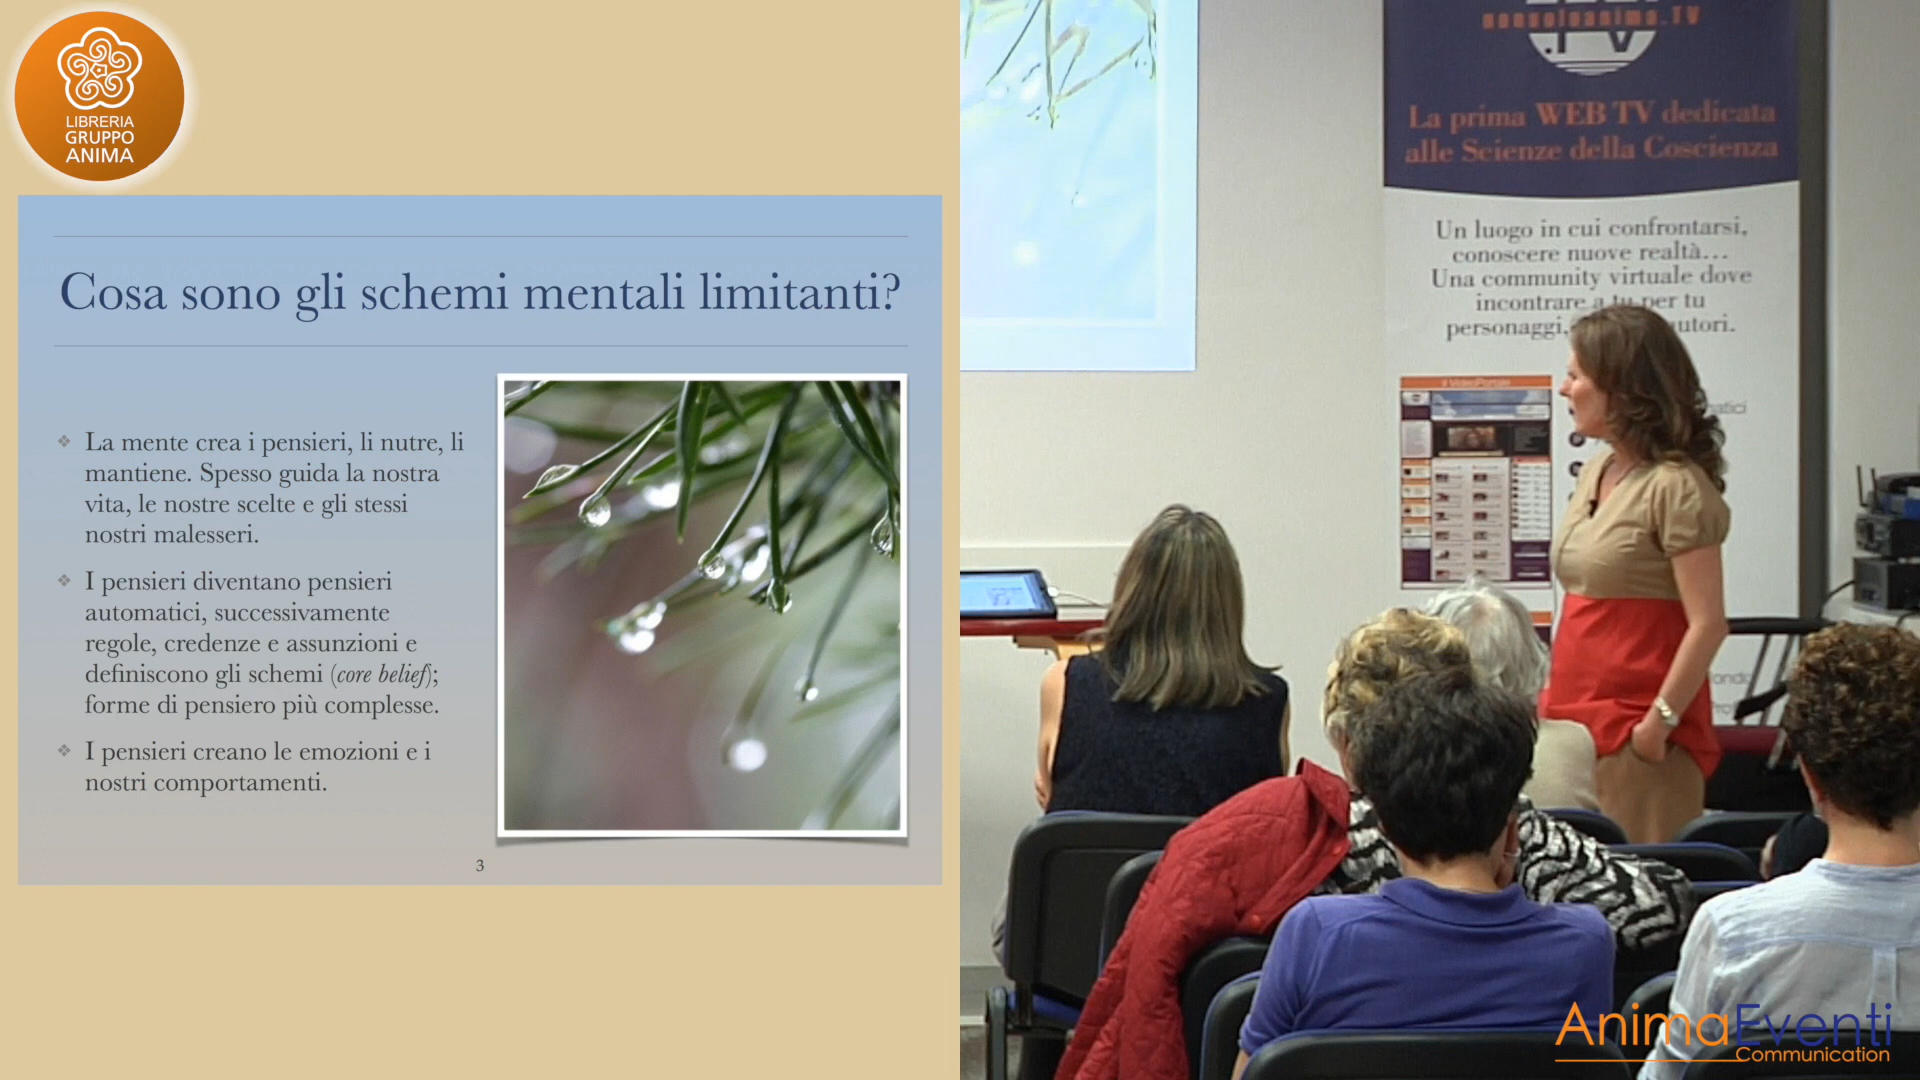 LIBRERIA
GRUPPO
ANIMA
Cosa sono gli schemi mentali limitanti?
❖ La mente crea i pensieri, li nutre, li
mantiene. Spesso guida la nostra
vita, le nostre scelte e gli stessi
nostri malesseri.
❖ I pensieri diventano pensieri
automatici, successivamente
regole, credenze e assunzioni e
definiscono gli schemi (core belief);
forme di pensiero più complesse.
❖ I pensieri creano le emozioni e i
nostri comportamenti.
3
La prima WEB TV dedicata
alle Scienze della Coscienza
Un luogo in cui confrontarsi,
conoscere nuove realtà...
Una community virtuale dove
incontrare a tu per tu
personaggi,
AnimaEventi
Communication